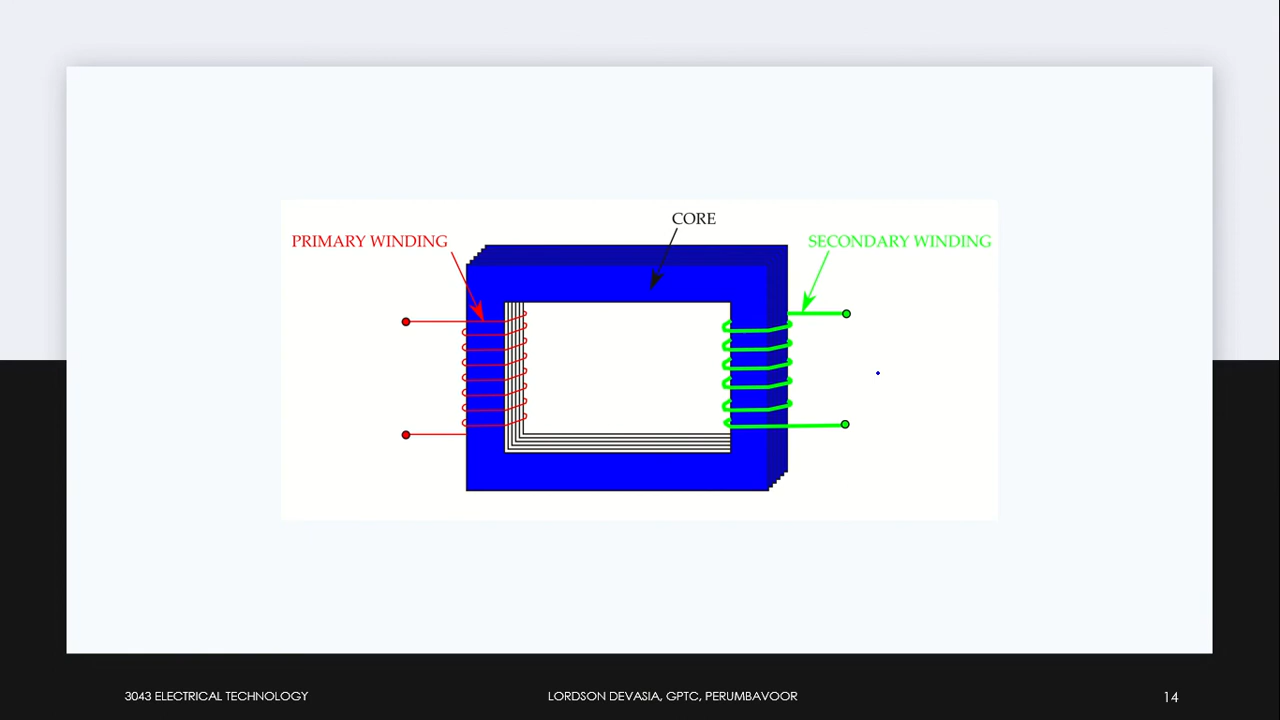 CORE
PRIMARY WINDING
SECONDARY WINDING
3043 ELECTRICAL TECHNOLOGY
LORDSON DEVASIA, GPTC, PERUMBAVOOR
14